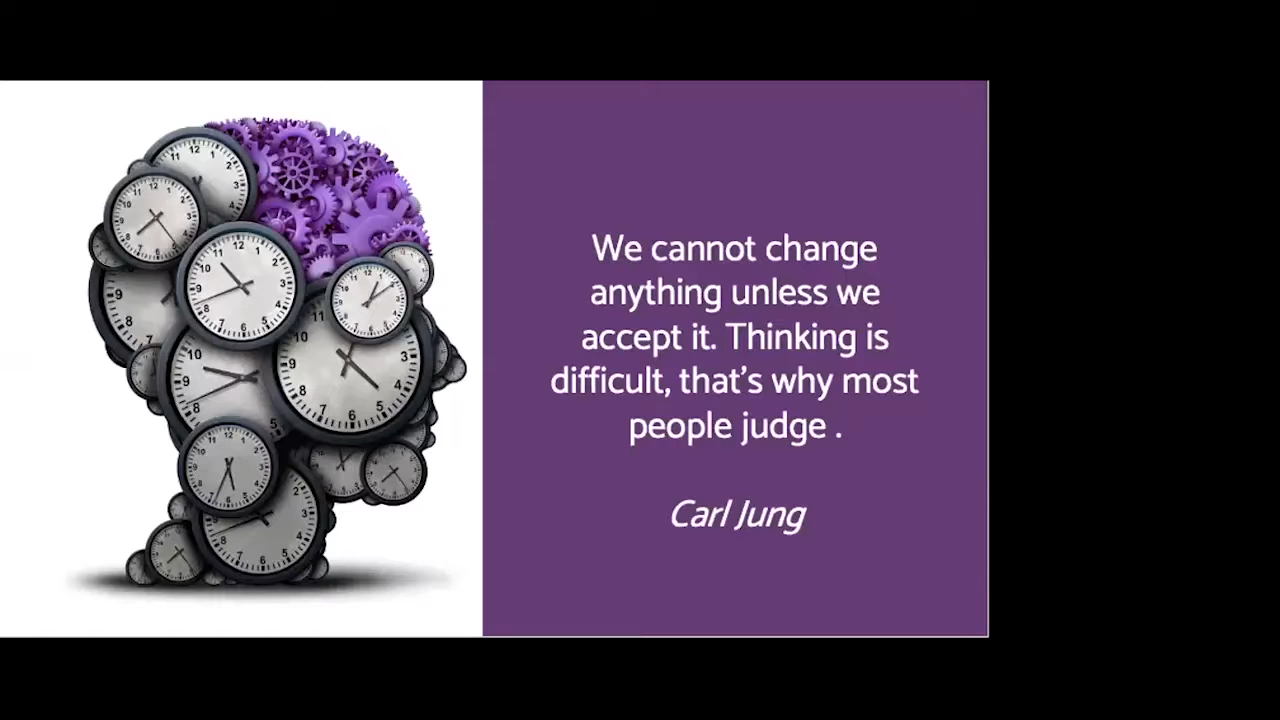 We cannot change
anything unless we
accept it. Thinking is
difficult, that's why most
people judge .
Carl Jung